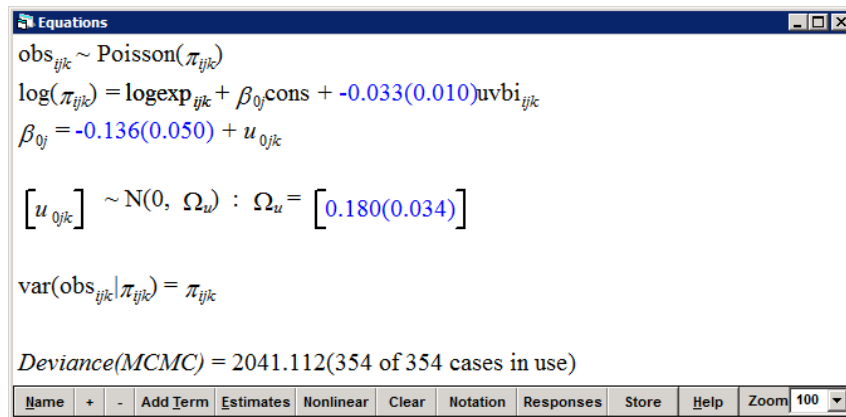 Equations
obs_ijk ~ Poisson(π_ijk)
log(π_ijk) = logexp_ijk + β_0j cons + -0.033(0.010)uvbi_ijk
β_0j = -0.136(0.050) + u_0jk
[u_0jk] ~ N(0, Ω_u) : Ω_u = [0.180(0.034)]
var(obs_ijk|π_ijk) = π_ijk
Deviance(MCMC) = 2041.112(354 of 354 cases in use)
Name + - Add Term Estimates Nonlinear Clear Notation Responses Store Help Zoom 100